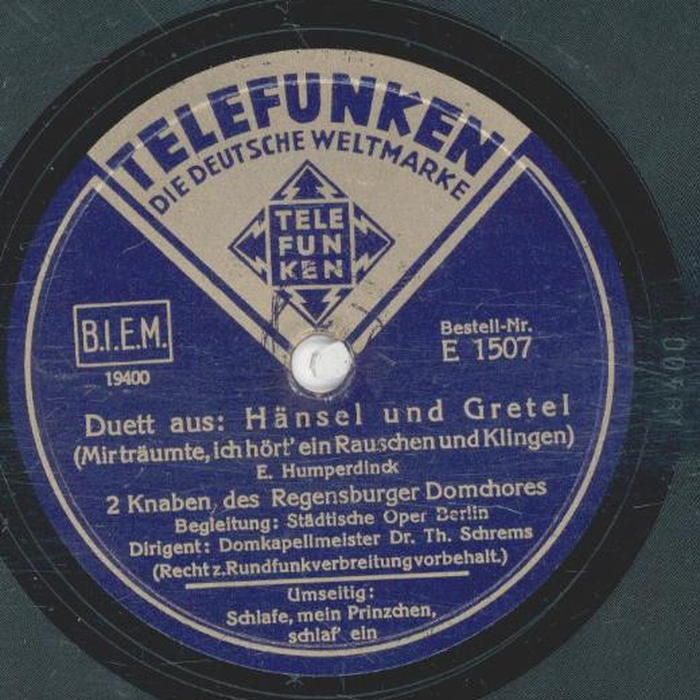 TELEFUNKEN
DIE DEUTSCHE WELTMARKE
TELE
FUN
KEN
B.I.E.M.
19400
Bestell-Nr.
E 1507
Duett aus: Hänsel und Gretel
(Mir träumte, ich hört' ein Rauschen und Klingen)
E. Humperdinck
2 Knaben des Regensburger Domchores
Begleitung: Städtische Oper Berlin
Dirigent: Domkapellmeister Dr. Th. Schrems
(Recht z. Rundfunkverbreitung vorbehalt.)
Umseitig:
Schlafe, mein Prinzchen,
schlaf' ein